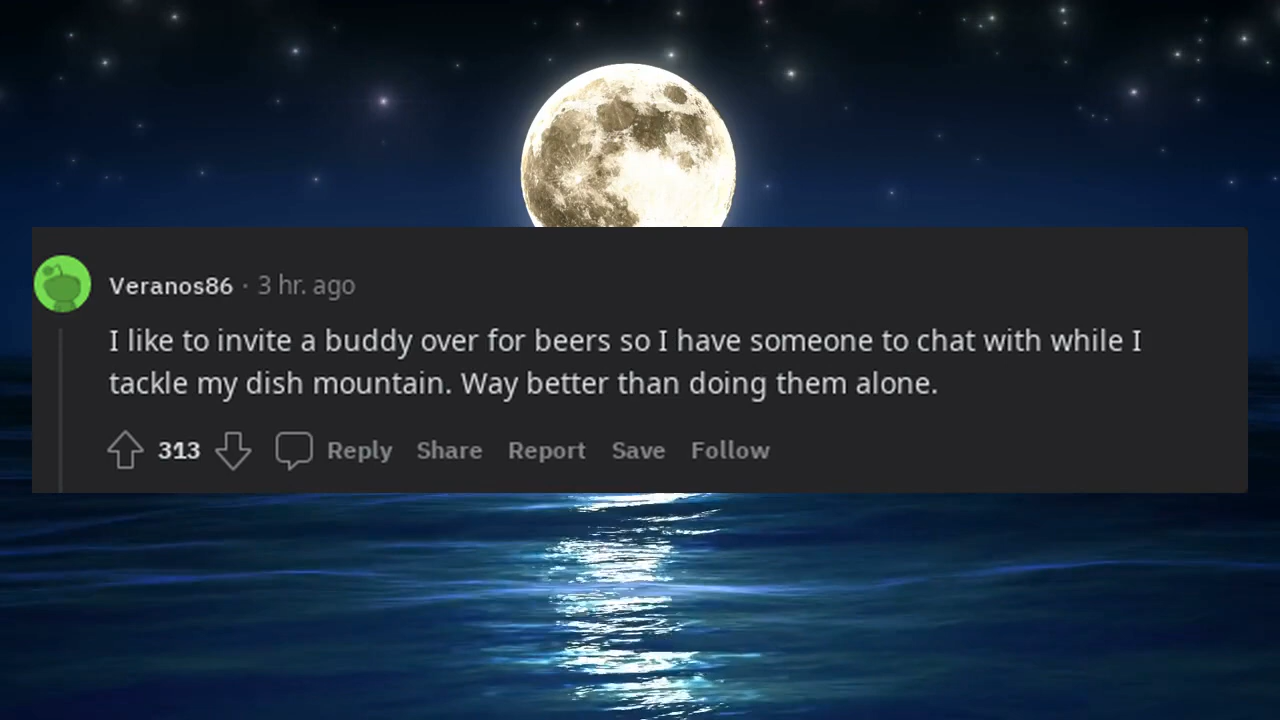 Veranos86 · 3 hr. ago
I like to invite a buddy over for beers so I have someone to chat with while I
tackle my dish mountain. Way better than doing them alone.
313 Reply Share Report Save Follow